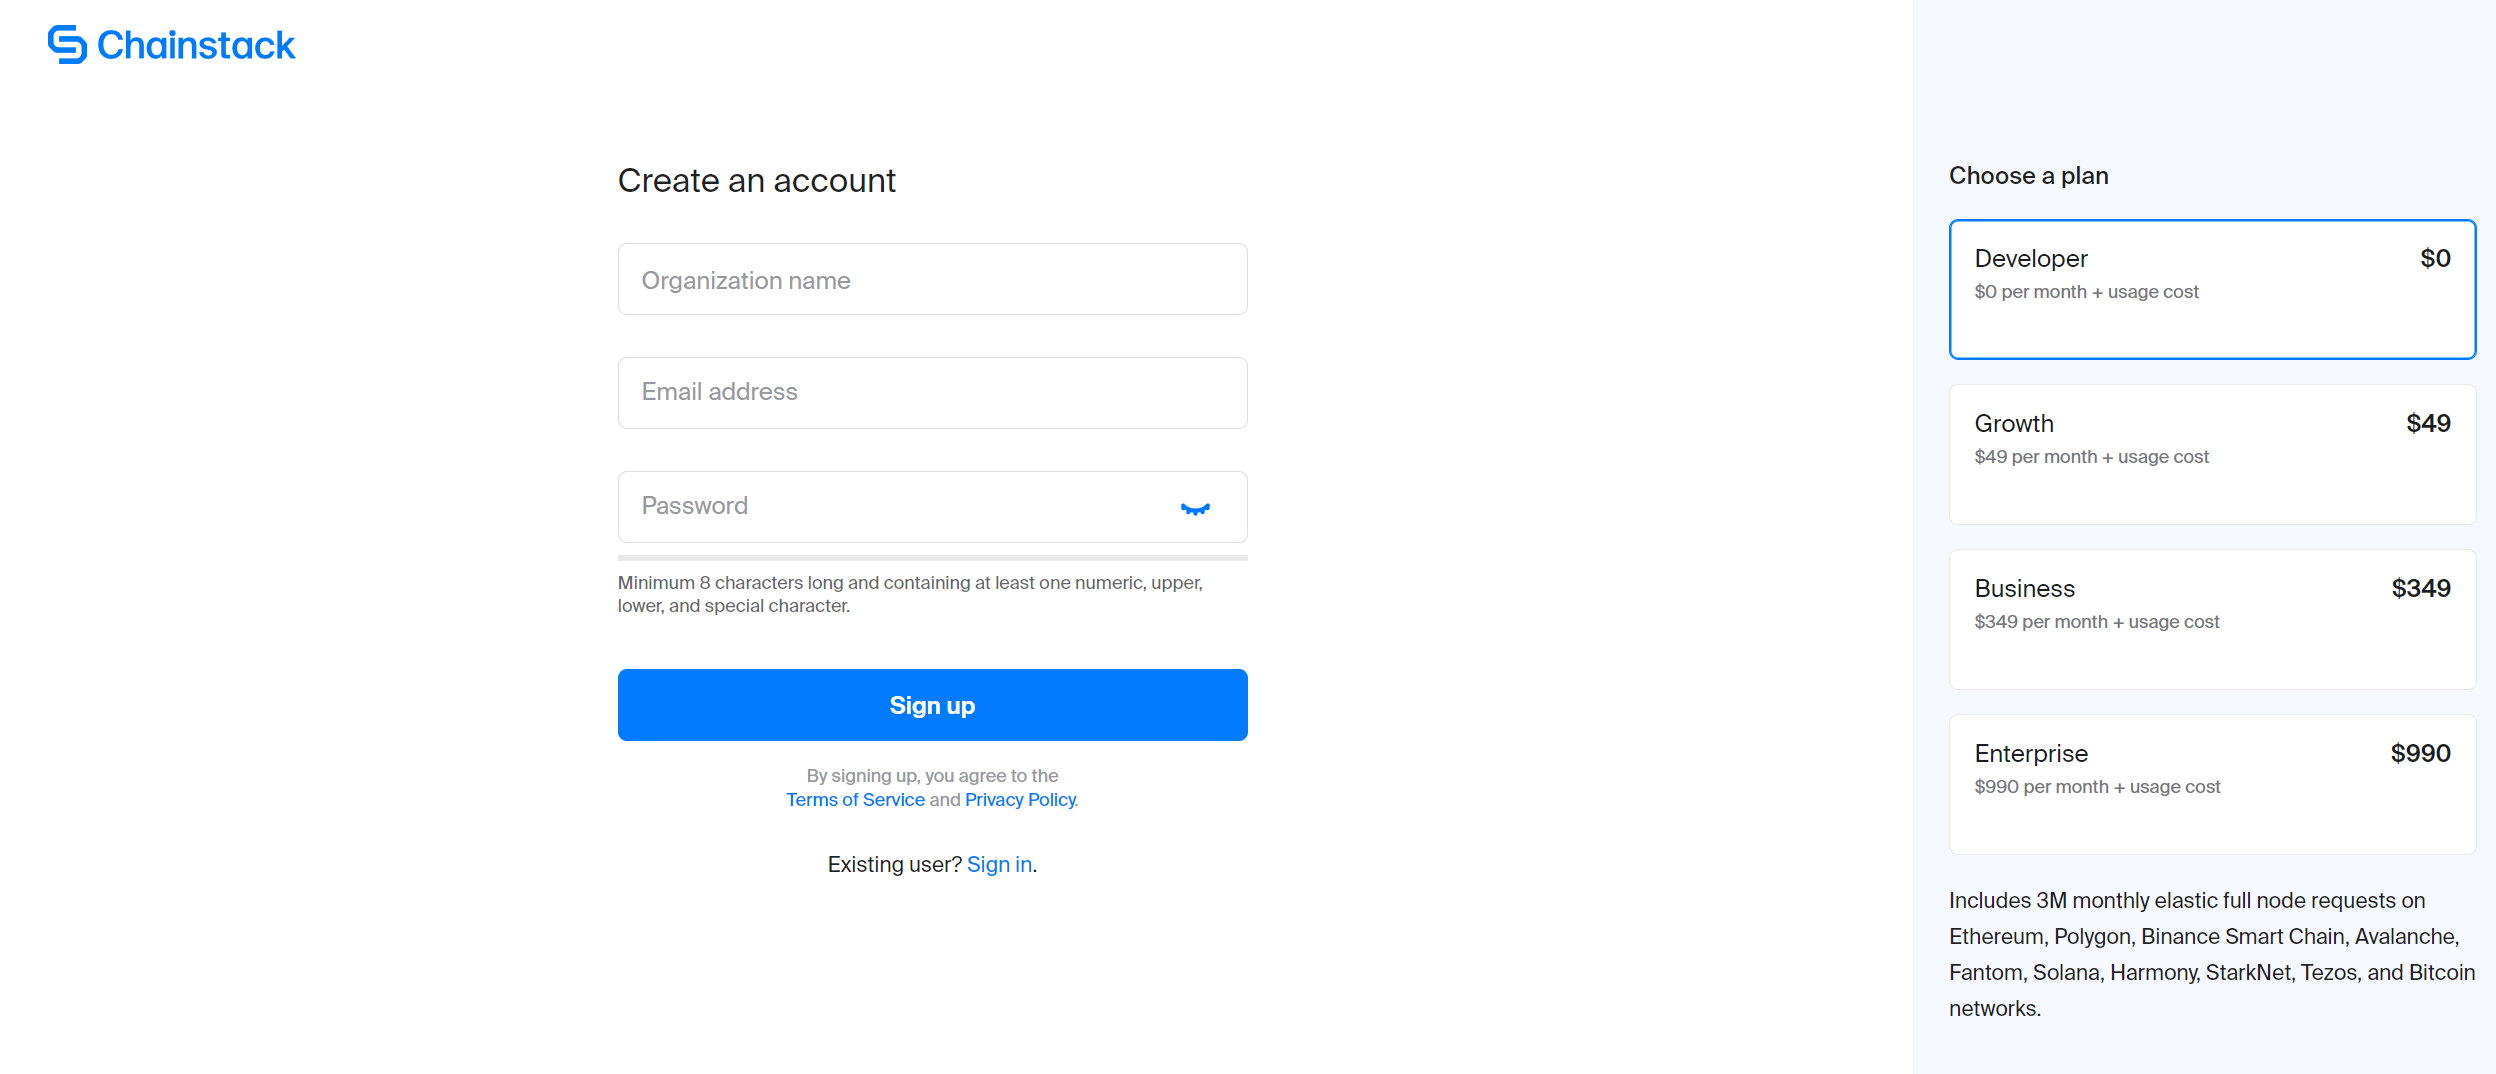 Chainstack
Create an account
Organization name
Email address
Password
Minimum 8 characters long and containing at least one numeric, upper,
lower, and special character.
Sign up
By signing up, you agree to the
Terms of Service and Privacy Policy.
Existing user? Sign in.
Choose a plan
Developer $0
$0 per month + usage cost
Growth $49
$49 per month + usage cost
Business $349
$349 per month + usage cost
Enterprise $990
$990 per month + usage cost
Includes 3M monthly elastic full node requests on
Ethereum, Polygon, Binance Smart Chain, Avalanche,
Fantom, Solana, Harmony, StarkNet, Tezos, and Bitcoin
networks.